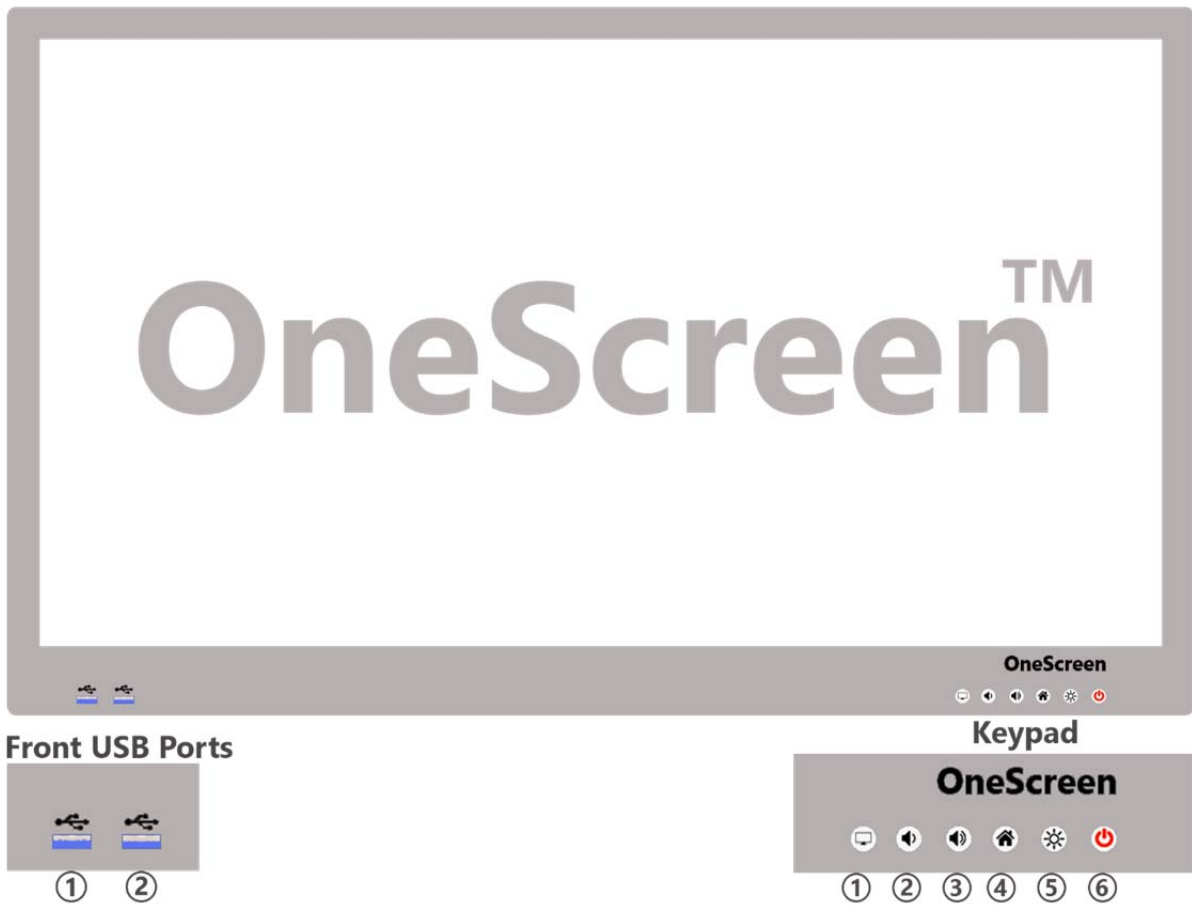 OneScreen™
OneScreen
Front USB Ports
Keypad
OneScreen
① ②
① ② ③ ④ ⑤ ⑥